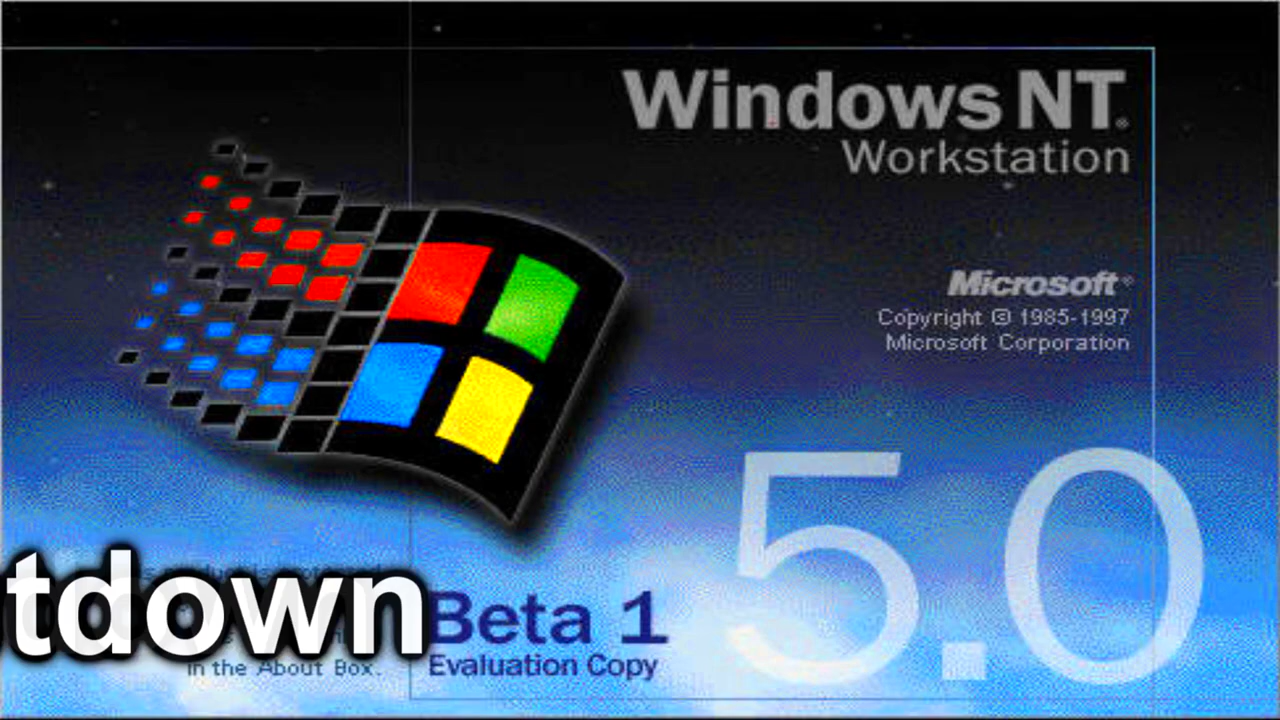 Windows NT®
Workstation
Microsoft®
Copyright © 1985-1997
Microsoft Corporation
5.0
tdown
in the About Box.
Beta 1
Evaluation Copy